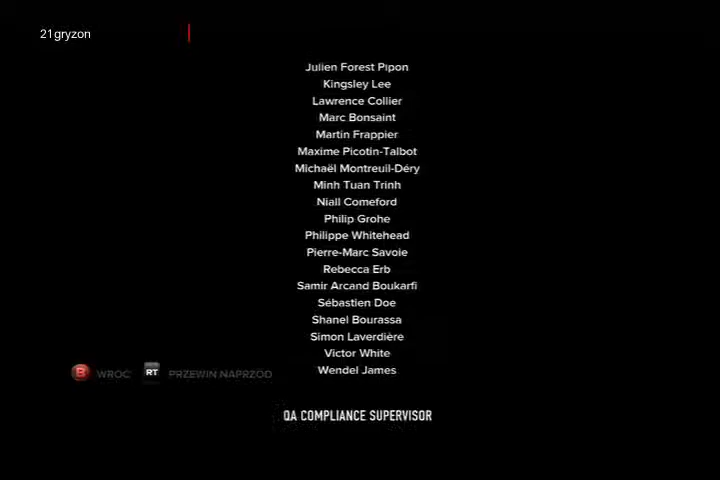 21gryzon
Julien Forest Pipon
Kingsley Lee
Lawrence Collier
Marc Bonsaint
Martin Frappier
Maxime Picotin-Talbot
Michaël Montreuil-Déry
Minh Tuan Trinh
Niall Comeford
Philip Grohe
Philippe Whitehead
Pierre-Marc Savoie
Rebecca Erb
Samir Arcand Boukarfi
Sébastien Doe
Shanel Bourassa
Simon Laverdière
Victor White
Wendel James
B WROC RT PRZEWIN NAPRZOD
QA COMPLIANCE SUPERVISOR